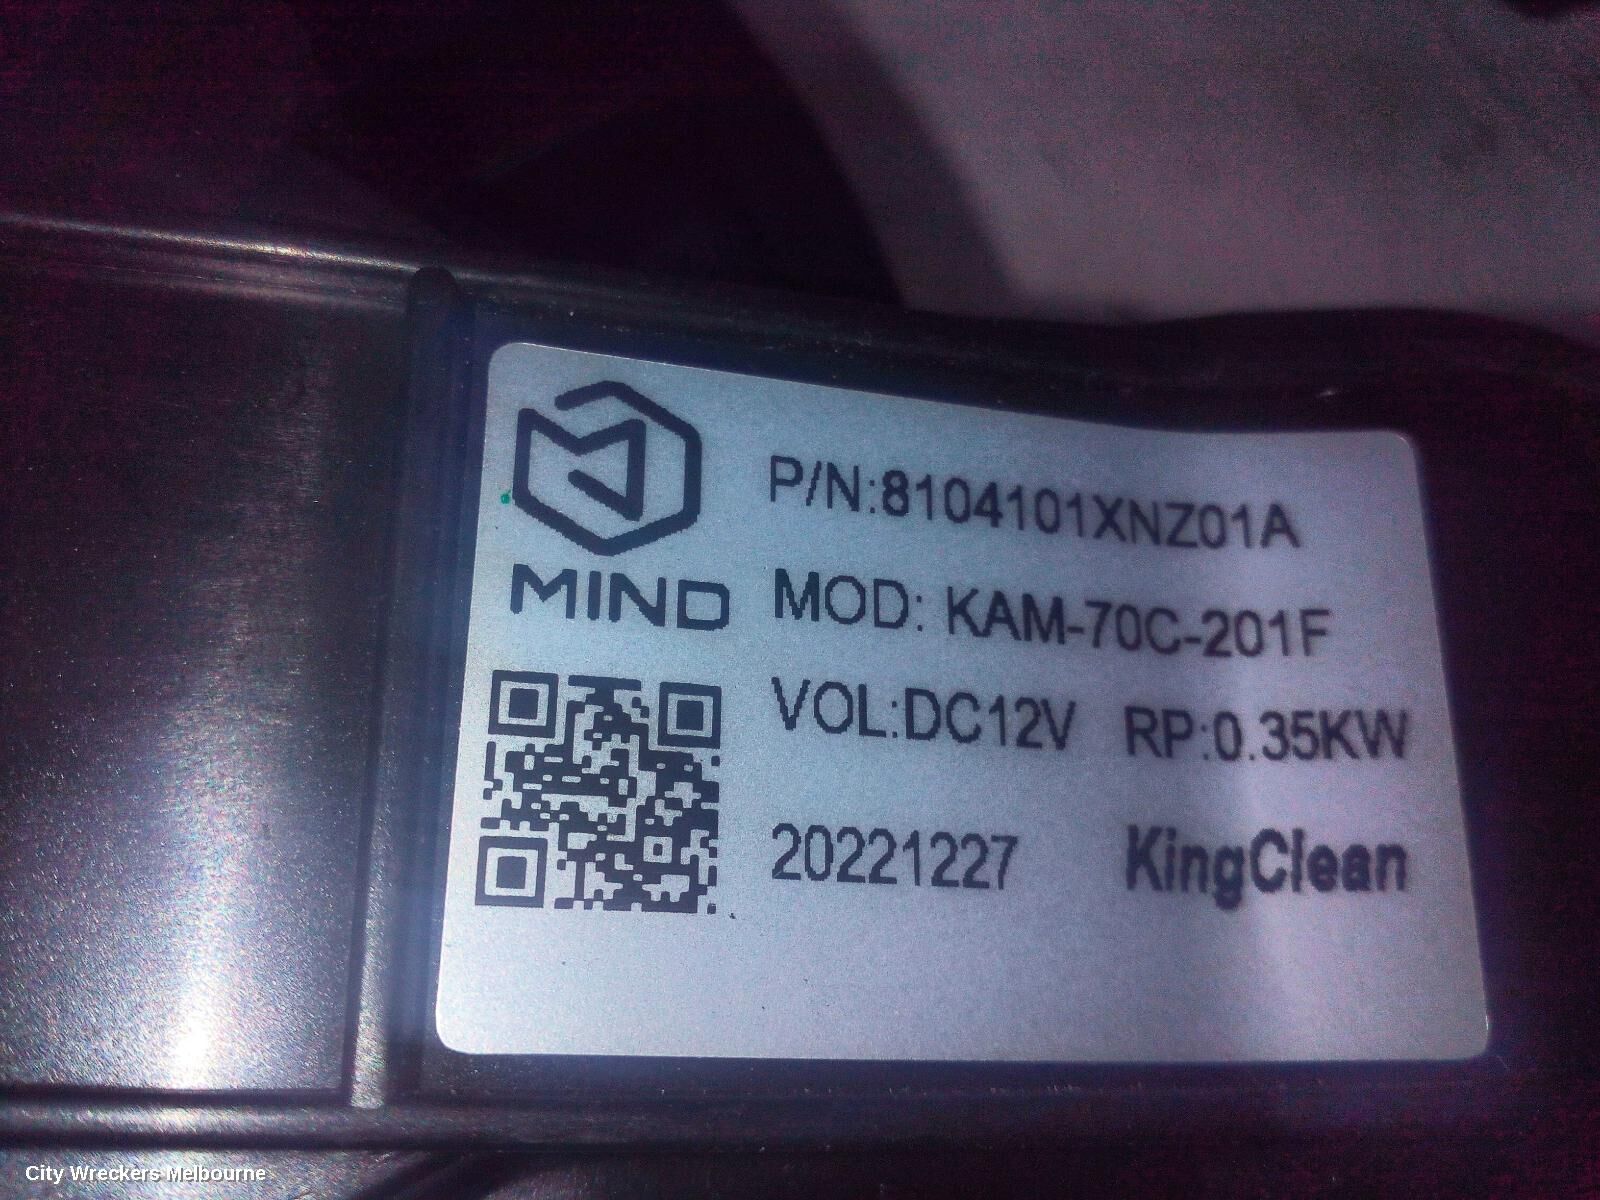 MIND
P/N:8104101XNZ01A
MOD: KAM-70C-201F
VOL:DC12V RP:0.35KW
20221227 KingClean
City Wreckers Melbourne